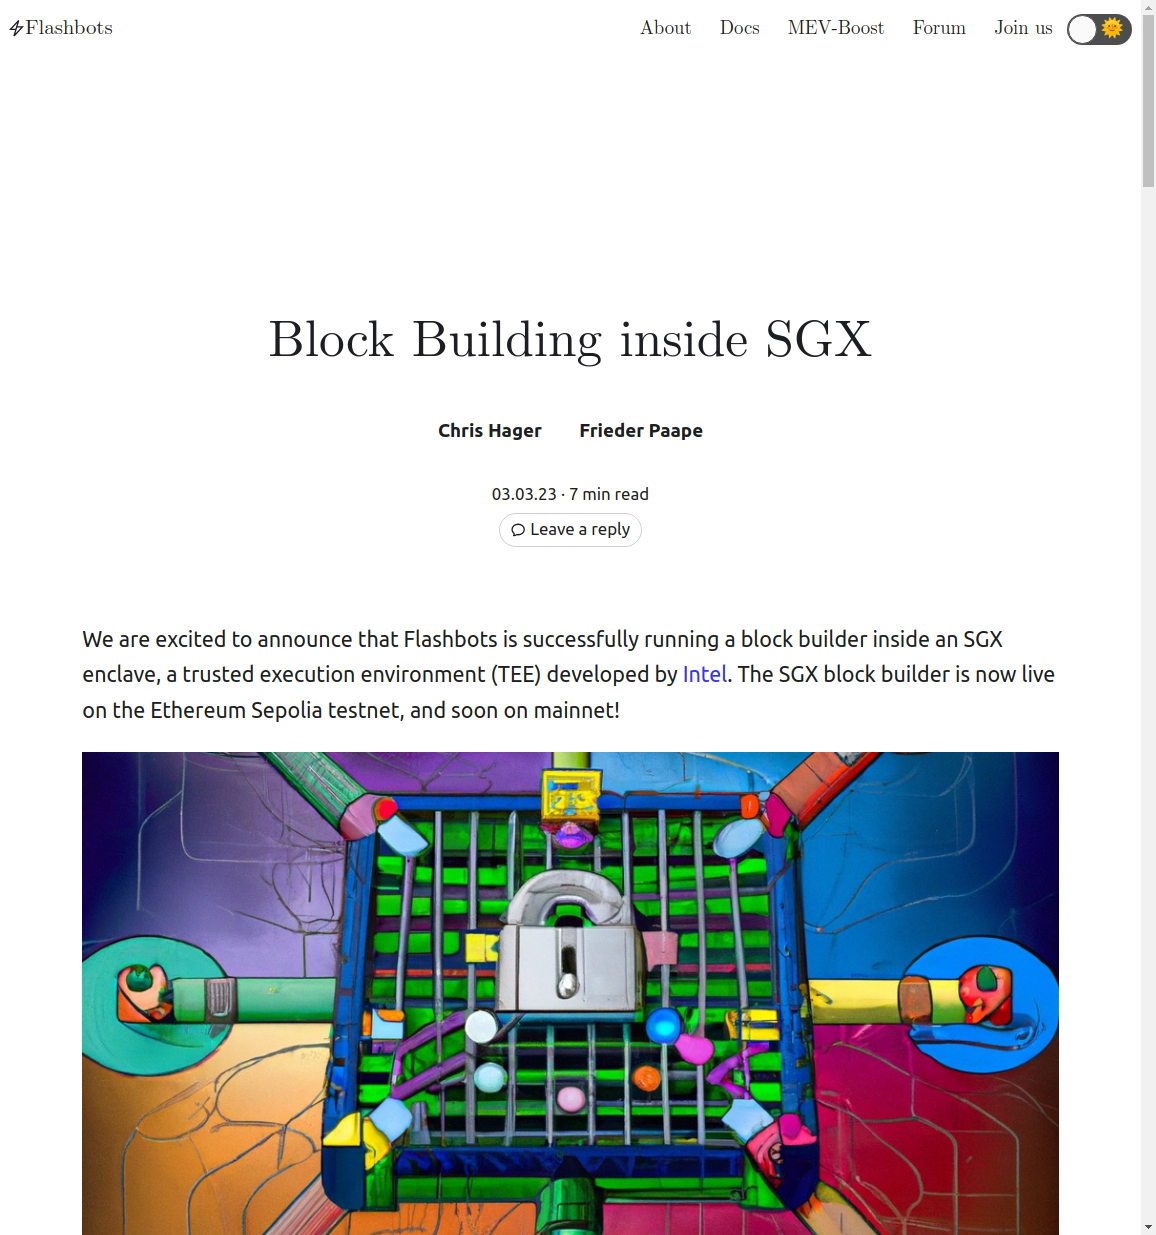 Flashbots
About Docs MEV-Boost Forum Join us
Block Building inside SGX
Chris Hager Frieder Paape
03.03.23 · 7 min read
Leave a reply
We are excited to announce that Flashbots is successfully running a block builder inside an SGX
enclave, a trusted execution environment (TEE) developed by Intel. The SGX block builder is now live
on the Ethereum Sepolia testnet, and soon on mainnet!